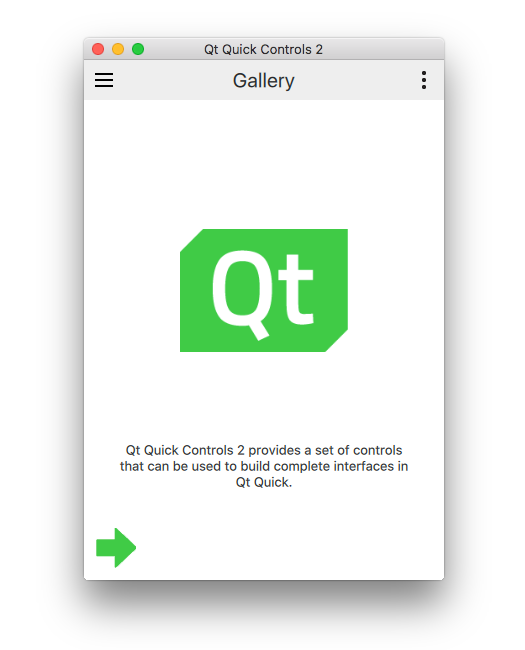 Qt Quick Controls 2
Gallery
Qt
Qt Quick Controls 2 provides a set of controls
that can be used to build complete interfaces in
Qt Quick.